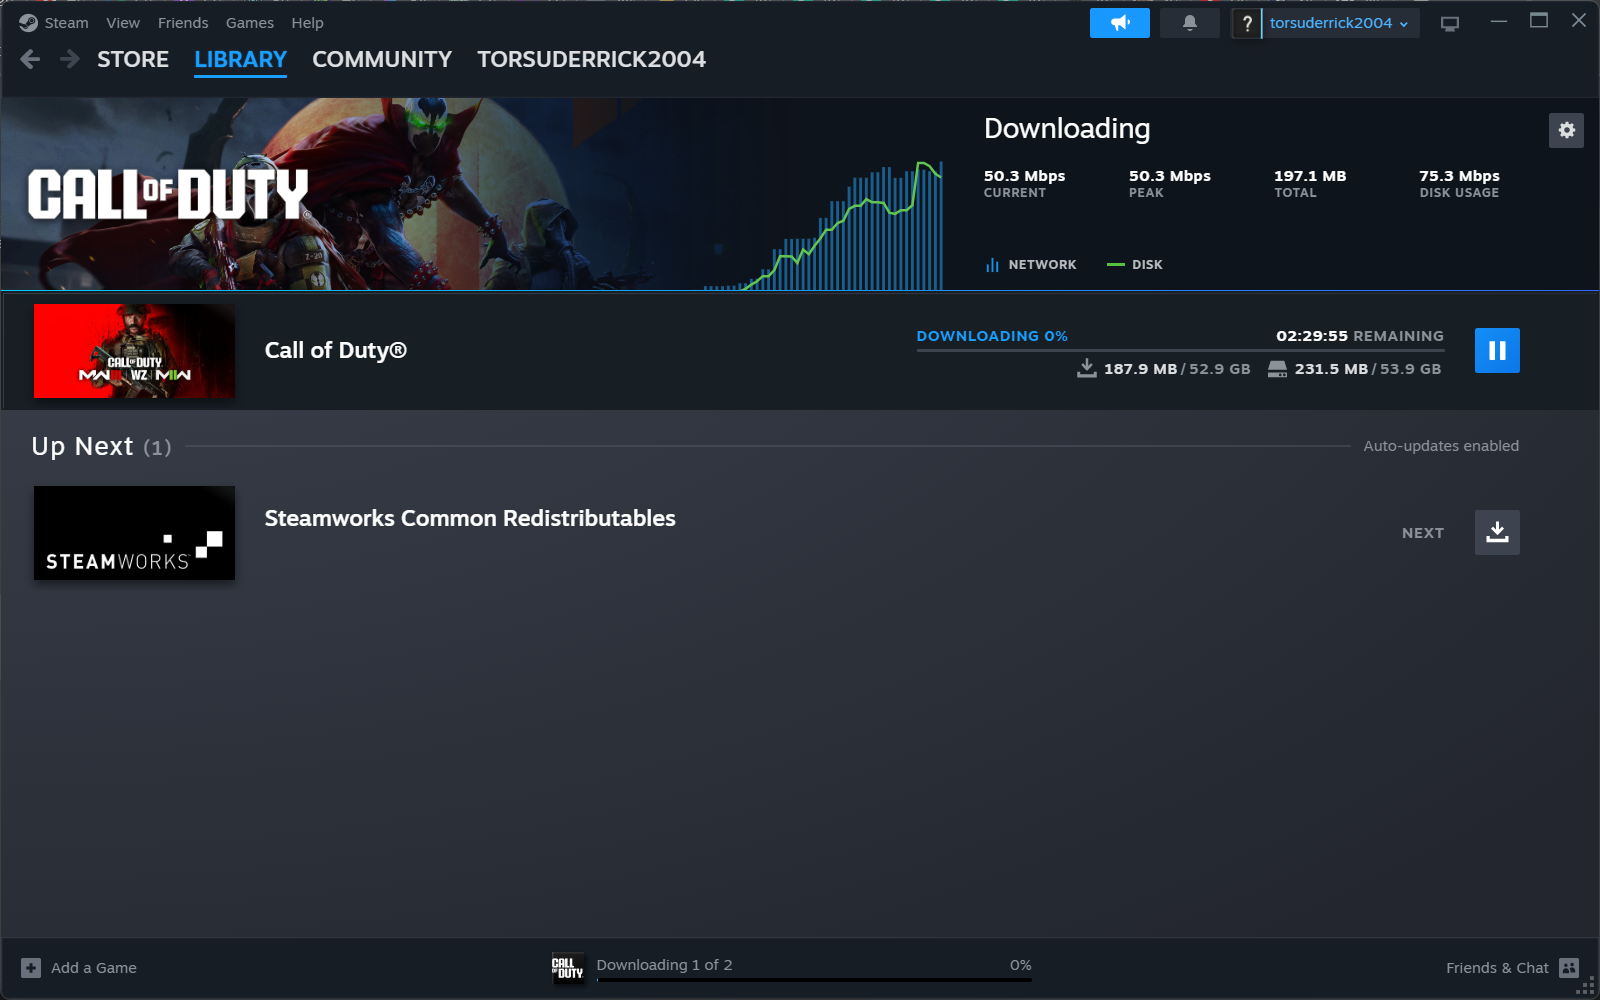 Steam View Friends Games Help
? torsuderrick2004
STORE LIBRARY COMMUNITY TORSUDERRICK2004
CALL OF DUTY®
Z-20
Downloading
50.3 Mbps 50.3 Mbps 197.1 MB 75.3 Mbps
CURRENT PEAK TOTAL DISK USAGE
NETWORK DISK
CALL OF DUTY
MWIII WZ MWII
Call of Duty®
DOWNLOADING 0% 02:29:55 REMAINING
187.9 MB / 52.9 GB 231.5 MB / 53.9 GB
Up Next (1) Auto-updates enabled
STEAMWORKS
Steamworks Common Redistributables
NEXT
Add a Game
CALL OF DUTY
Downloading 1 of 2 0%
Friends & Chat